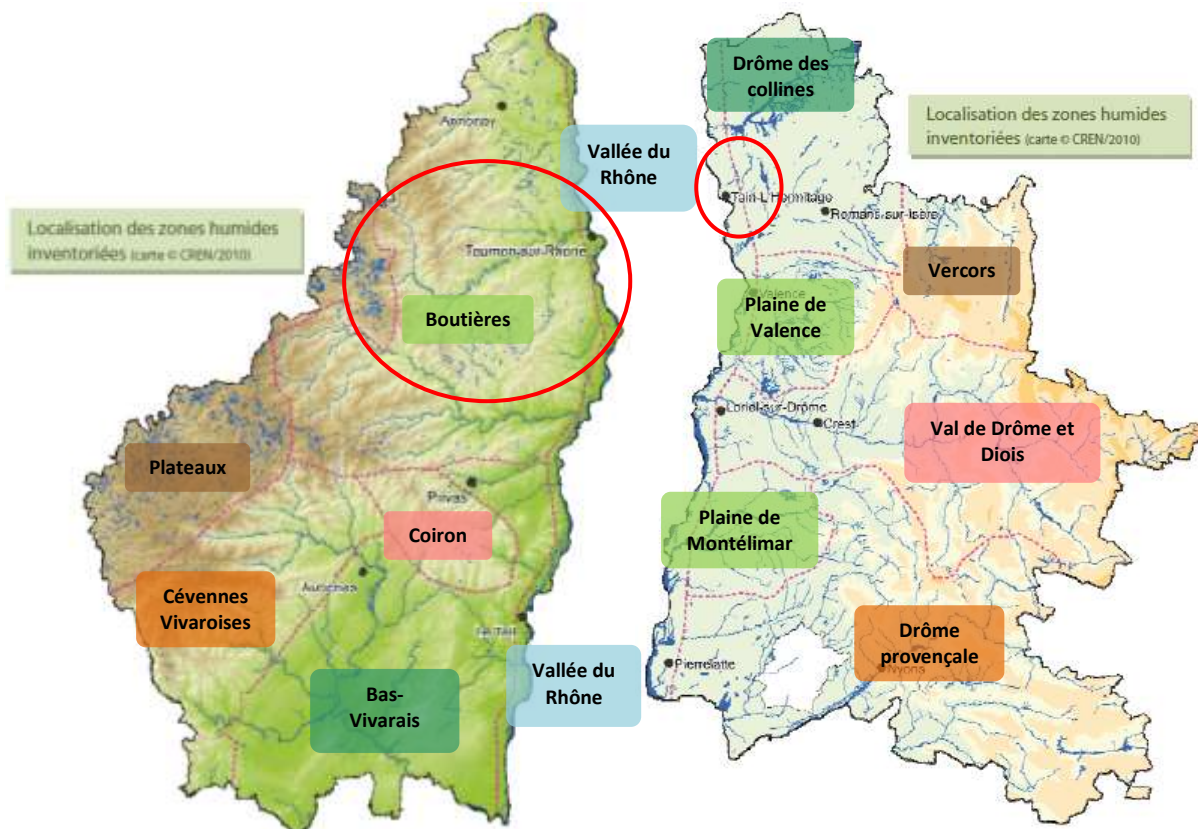 Drôme des
collines
Localisation des zones humides
inventoriées (carte © CREN/2010)
Annonay
Vallée du
Rhône
Tain-L'Hermitage
Romans-sur-Isère
Localisation des zones humides
inventoriées (carte © CREN/2010)
Tournon-sur-Rhône
Vercors
Boutières
Valence
Plaine de
Valence
Loriol-sur-Drôme
Crest
Val de Drôme et
Diois
Plateaux
Privas
Plaine de
Montélimar
Coiron
Aubenas
Cévennes
Vivaroises
Le Teil
Drôme
provençale
Pierrelatte
Nyons
Vallée du
Rhône
Bas-
Vivarais